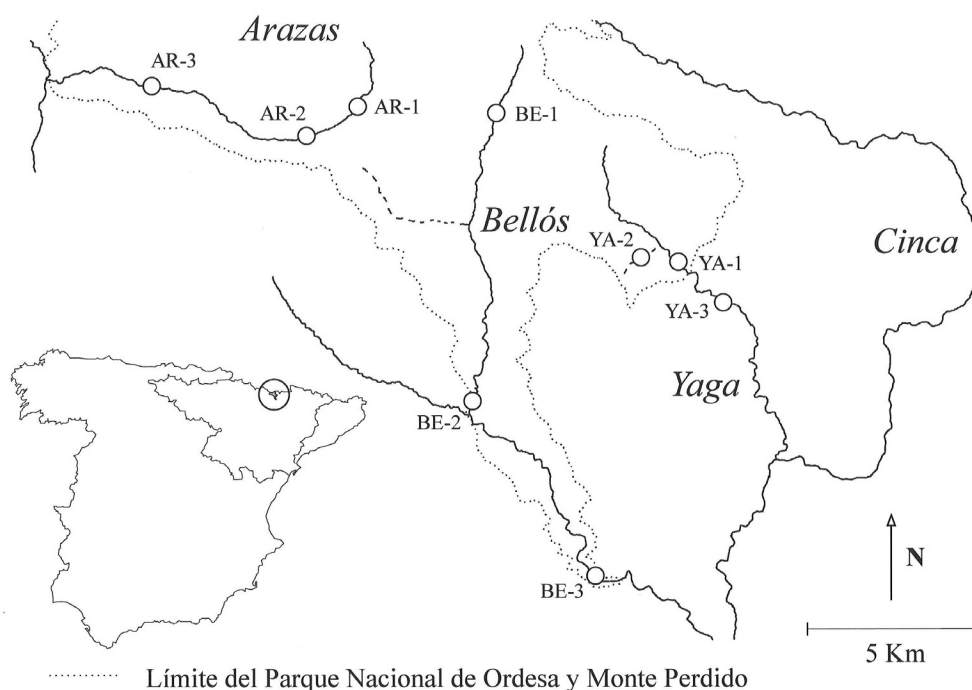 Arazas
AR-3
AR-2
AR-1
BE-1
Bellós
YA-2
YA-1
YA-3
Cinca
Yaga
BE-2
BE-3
N
5 Km
Límite del Parque Nacional de Ordesa y Monte Perdido